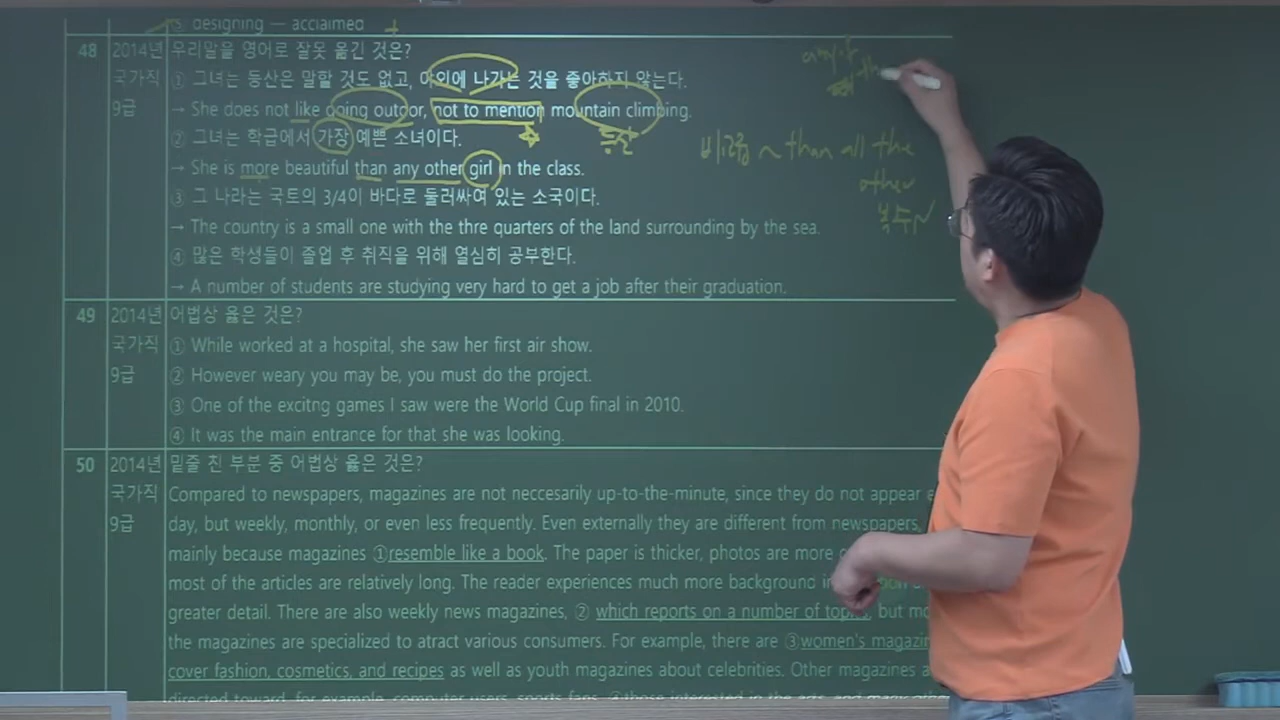 ⑤ designing — acclaimed
48 2014년 우리말을 영어로 잘못 옮긴 것은?
국가직 ① 그녀는 등산은 말할 것도 없고, 야외에 나가는 것을 좋아하지 않는다.
9급 → She does not like going outdoor, not to mention mountain climbing.
등산
② 그녀는 학급에서 가장 예쁜 소녀이다.
→ She is more beautiful than any other girl in the class.
③ 그 나라는 국토의 3/4이 바다로 둘러싸여 있는 소국이다.
→ The country is a small one with the thre quarters of the land surrounding by the sea.
④ 많은 학생들이 졸업 후 취직을 위해 열심히 공부한다.
→ A number of students are studying very hard to get a job after their graduation.
비교급 ~ than all the
other
복수N
49 2014년 어법상 옳은 것은?
국가직 ① While worked at a hospital, she saw her first air show.
9급 ② However weary you may be, you must do the project.
③ One of the excitng games I saw were the World Cup final in 2010.
④ It was the main entrance for that she was looking.
50 2014년 밑줄 친 부분 중 어법상 옳은 것은?
국가직 Compared to newspapers, magazines are not neccesarily up-to-the-minute, since they do not appear
9급 day, but weekly, monthly, or even less frequently. Even externally they are different from newspapers,
mainly because magazines ①resemble like a book. The paper is thicker, photos are more
most of the articles are relatively long. The reader experiences much more background
greater detail. There are also weekly news magazines, ② which reports on a number of topics, but
the magazines are specialized to atract various consumers. For example, there are ③women's
cover fashion, cosmetics, and recipes as well as youth magazines about celebrities. Other magazines
directed toward, for example, computer users, sports fans, ④those interested in the arts, and many